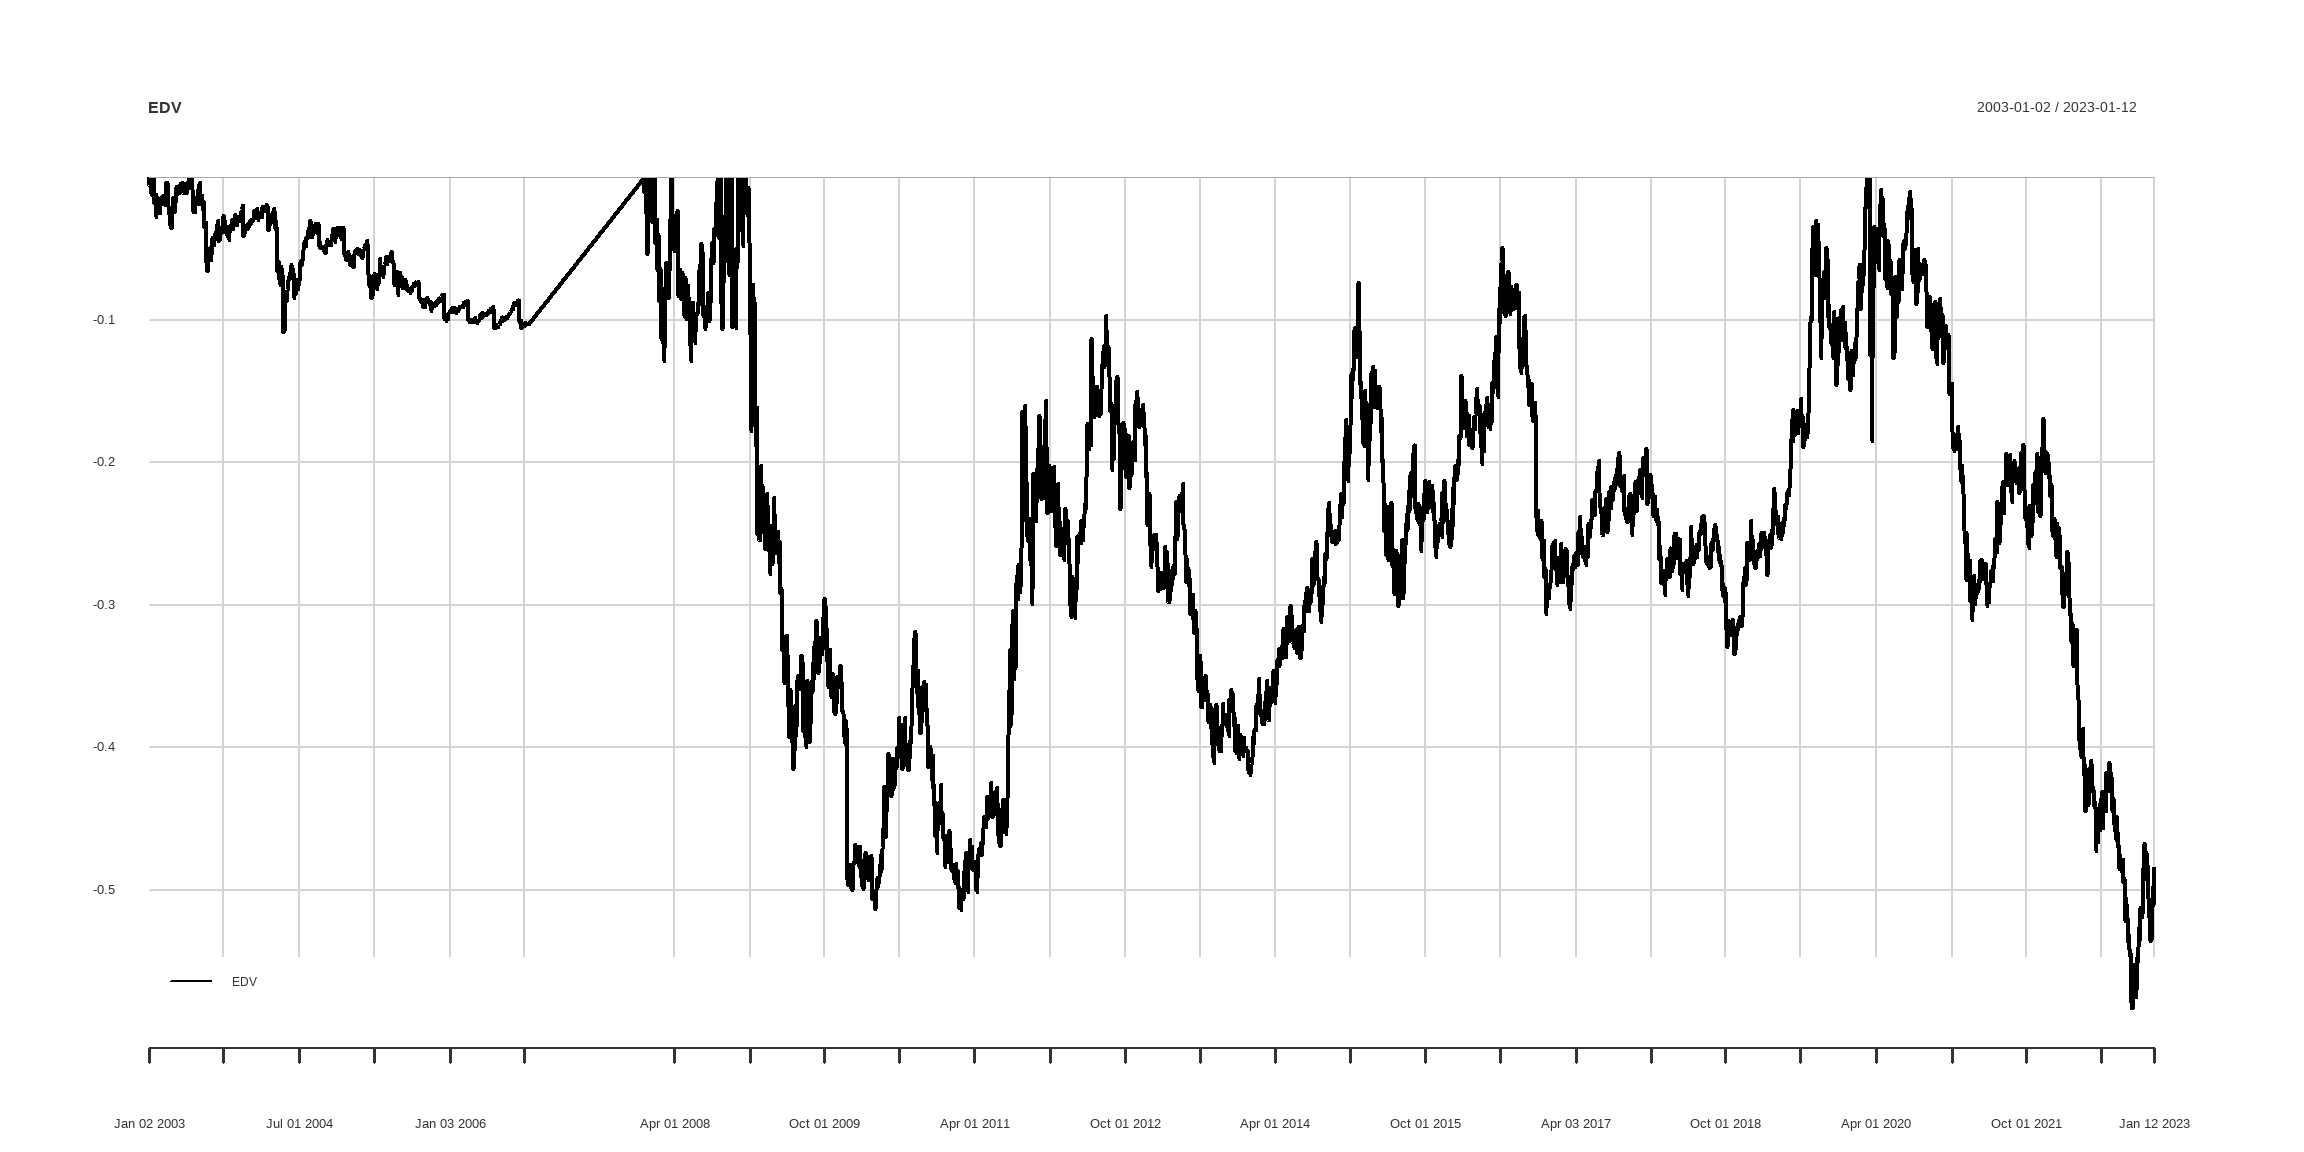 EDV
2003-01-02 / 2023-01-12
-0.1
-0.2
-0.3
-0.4
-0.5
EDV
Jan 02 2003
Jul 01 2004
Jan 03 2006
Apr 01 2008
Oct 01 2009
Apr 01 2011
Oct 01 2012
Apr 01 2014
Oct 01 2015
Apr 03 2017
Oct 01 2018
Apr 01 2020
Oct 01 2021
Jan 12 2023